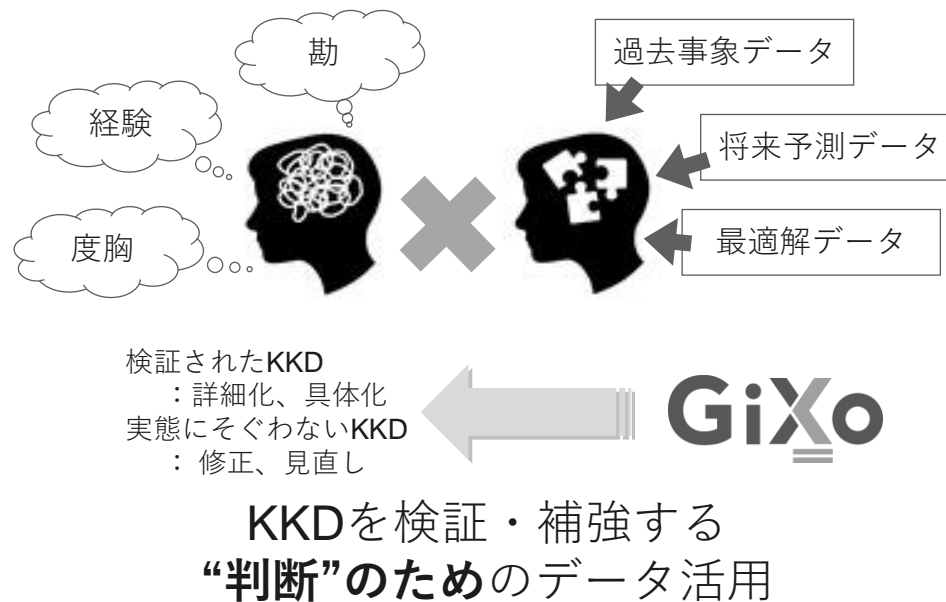 勘
経験
度胸
過去事象データ
将来予測データ
最適解データ
検証されたKKD
：詳細化、具体化
実態にそぐわないKKD
： 修正、見直し
GiXo
KKDを検証・補強する
“判断”のためのデータ活用